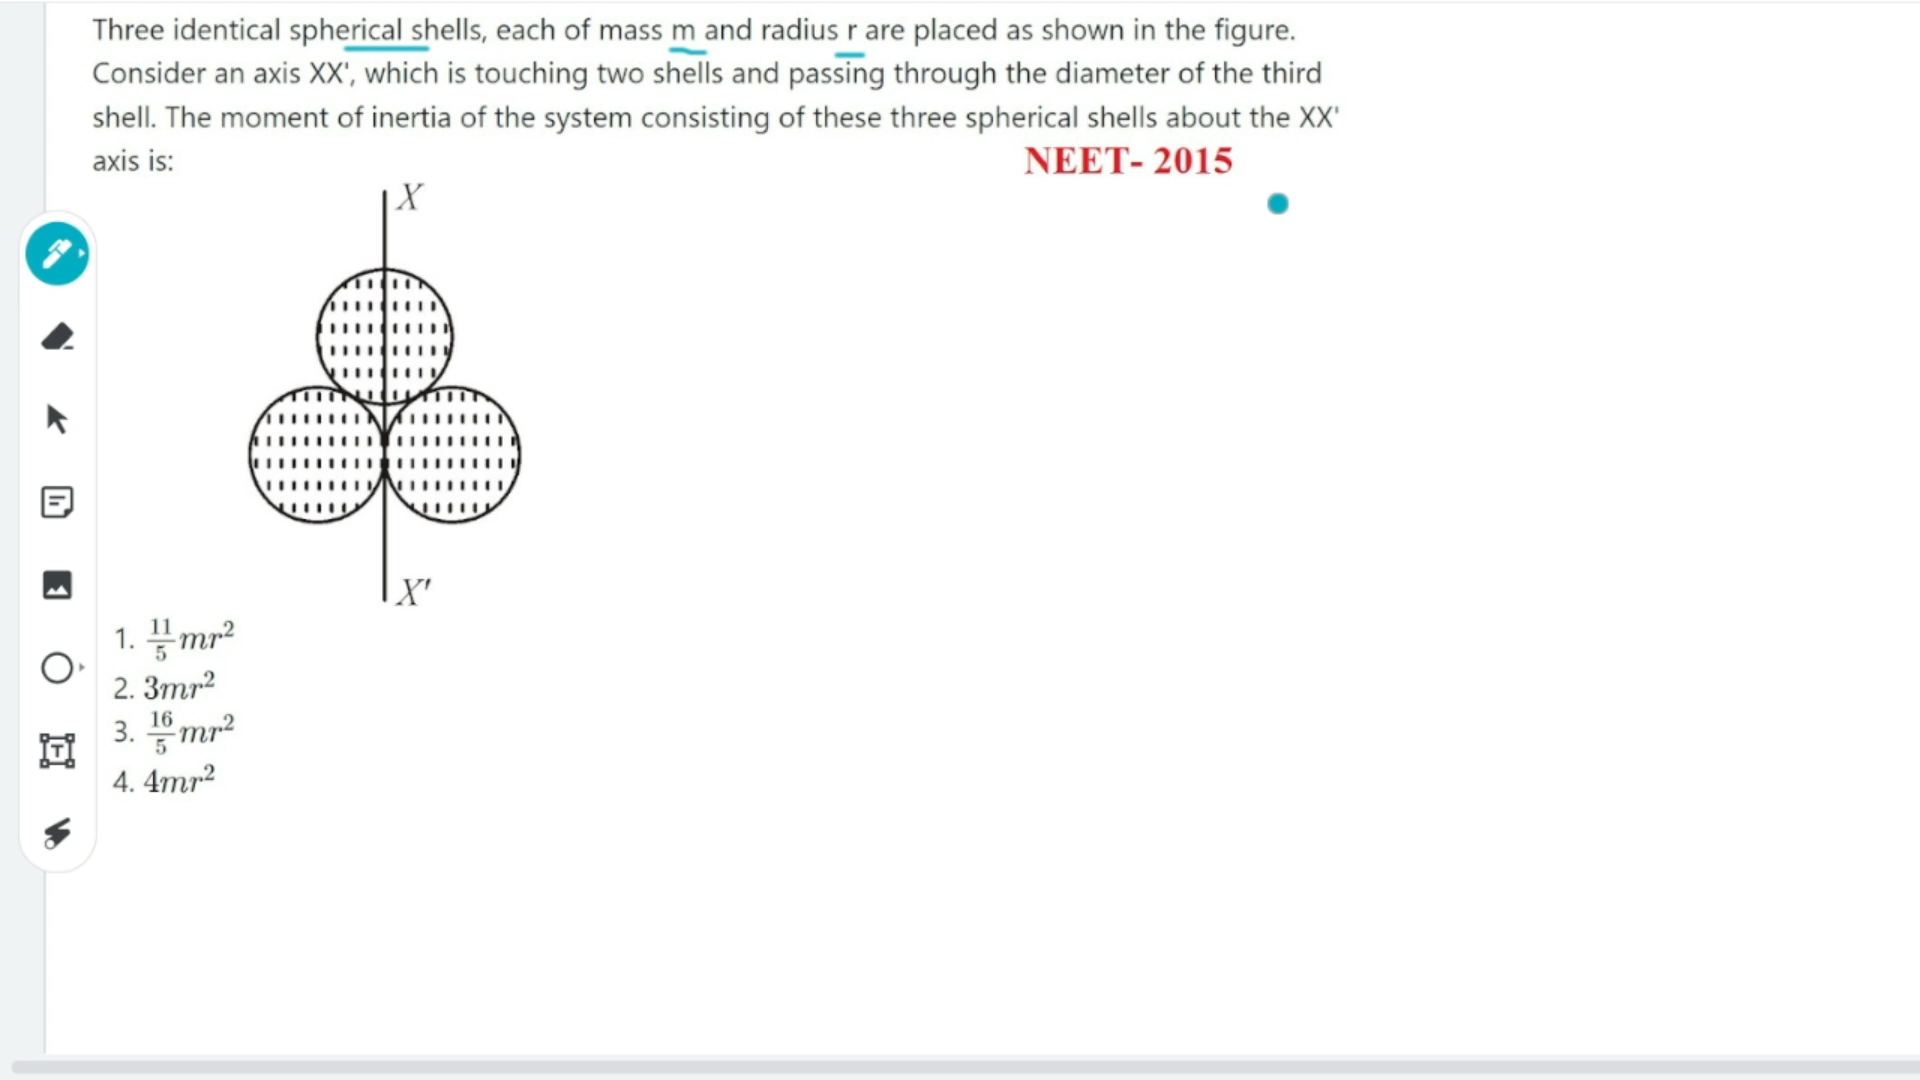 Three identical spherical shells, each of mass m and radius r are placed as shown in the figure.
Consider an axis XX', which is touching two shells and passing through the diameter of the third
shell. The moment of inertia of the system consisting of these three spherical shells about the XX'
axis is:
NEET- 2015
X
X'
1. 11/5 mr²
2. 3mr²
3. 16/5 mr²
4. 4mr²